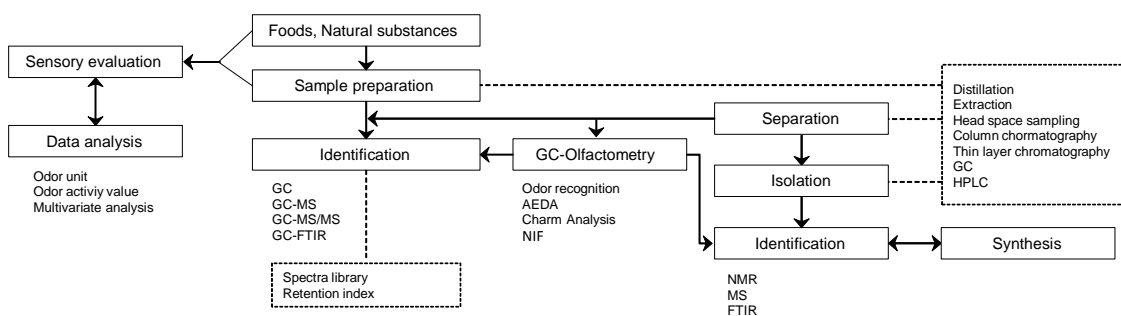 Foods, Natural substances
Sensory evaluation
Sample preparation
Data analysis
Odor unit
Odor activiy value
Multivariate analysis
Identification
GC
GC-MS
GC-MS/MS
GC-FTIR
Spectra library
Retention index
GC-Olfactometry
Odor recognition
AEDA
Charm Analysis
NIF
Separation
Isolation
Identification
NMR
MS
FTIR
Synthesis
Distillation
Extraction
Head space sampling
Column chormatography
Thin layer chromatography
GC
HPLC